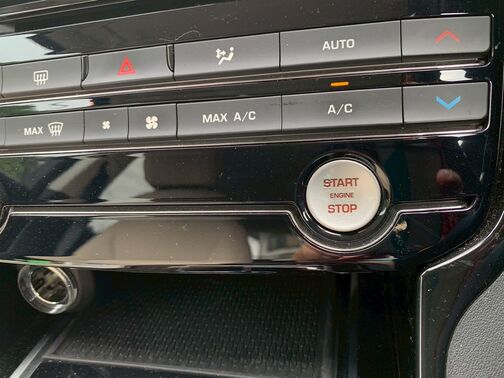 AUTO
MAX
MAX A/C
A/C
START
ENGINE
STOP